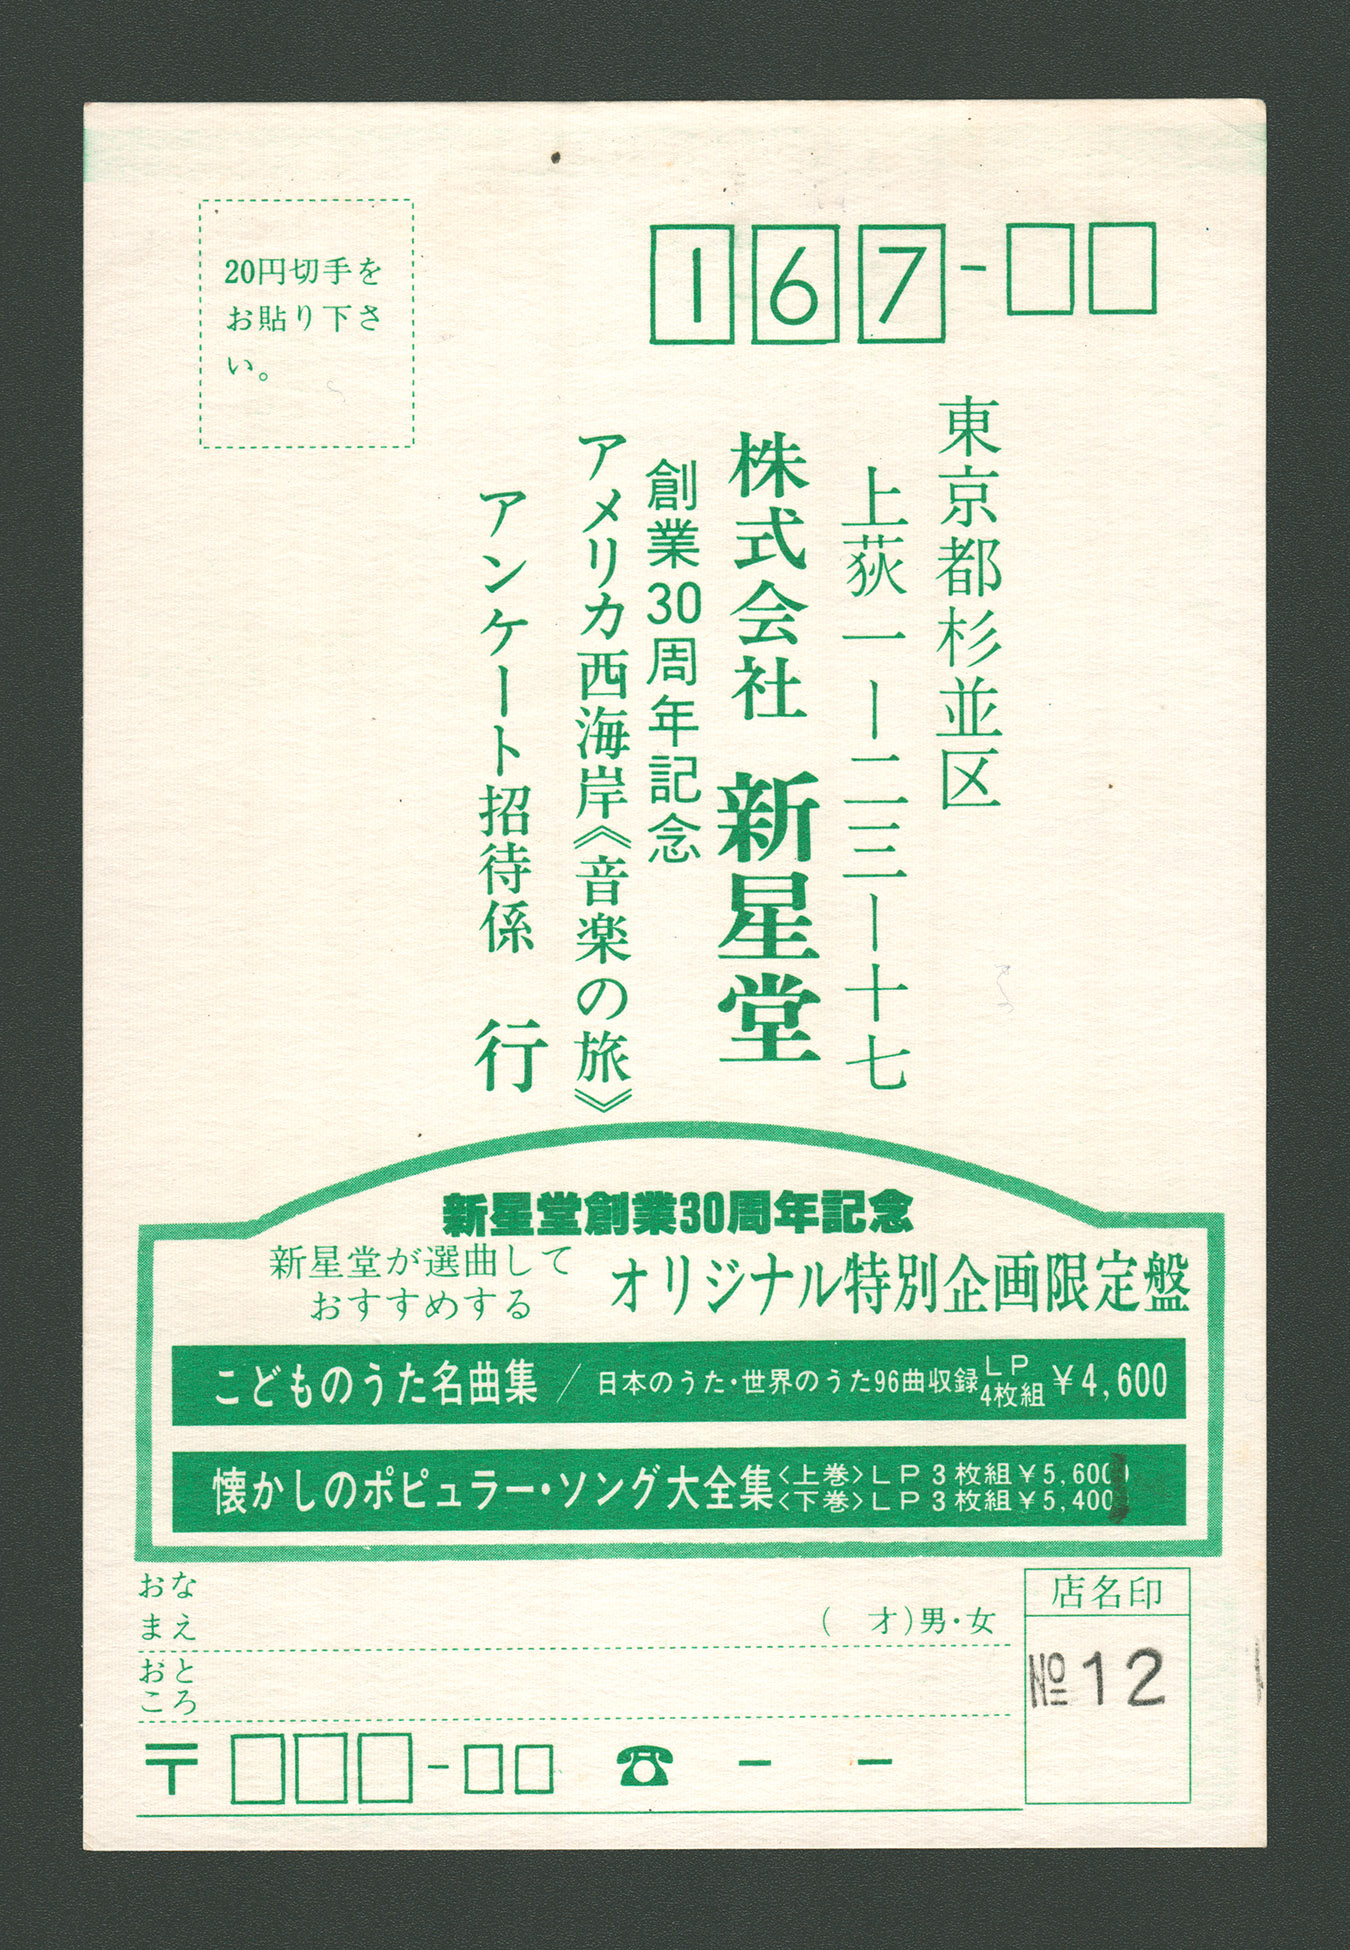 20円切手を
お貼り下さ
い。
167-
東京都杉並区
上荻一ー二三ー十七
株式会社 新星堂
創業30周年記念
アメリカ西海岸《音楽の旅》
アンケート招待係 行
新星堂創業30周年記念
新星堂が選曲して
おすすめする
オリジナル特別企画限定盤
こどものうた名曲集/日本のうた・世界のうた96曲収録LP4枚組¥4,600
懐かしのポピュラー・ソング大全集
<上巻>LP3枚組¥5,600
<下巻>LP3枚組¥5,400
おな
まえ
( 才)男・女
おと
ころ
〒 - ☎ - -
店名印
№12